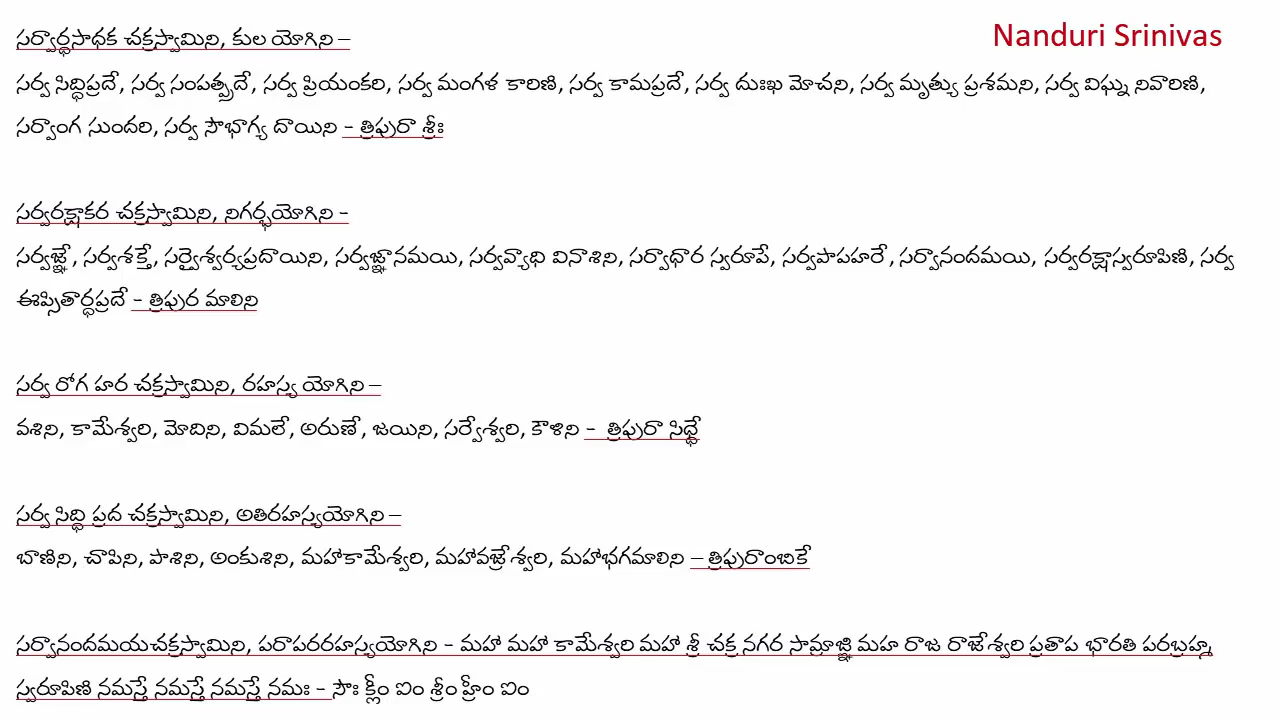 Nanduri Srinivas
సర్వార్ధసాధక చక్రస్వామిని, కుల యోగిని –
సర్వ సిద్ధిప్రదే, సర్వ సంపత్ప్రదే, సర్వ ప్రియంకరి, సర్వ మంగళ కారిణి, సర్వ కామప్రదే, సర్వ దుఃఖ మోచని, సర్వ మృత్యు ప్రశమని, సర్వ విఘ్న నివారిణి,
సర్వాంగ సుందరి, సర్వ సౌభాగ్య దాయిని – త్రిపురా శ్రీః
సర్వరక్షాకర చక్రస్వామిని, నిగర్భయోగిని -
సర్వజ్ఞే, సర్వశక్తే, సర్వైశ్వర్యప్రదాయిని, సర్వజ్ఞానమయి, సర్వవ్యాధి వినాశిని, సర్వాధార స్వరూపే, సర్వపాపహరే, సర్వానందమయి, సర్వరక్షాస్వరూపిణి, సర్వ
ఈప్సితార్ధప్రదే – త్రిపుర మాలిని
సర్వ రోగ హర చక్రస్వామిని, రహస్య యోగిని –
వశిని, కామేశ్వరి, మోదిని, విమలే, అరుణే, జయిని, సర్వేశ్వరి, కౌళిని – త్రిపురా సిద్ధే
సర్వ సిద్ధి ప్రద చక్రస్వామిని, అతిరహస్యయోగిని –
బాణిని, చాపిని, పాశిని, అంకుశిని, మహాకామేశ్వరి, మహావజ్రేశ్వరి, మహాభగమాలిని – త్రిపురాంబికే
సర్వానందమయచక్రస్వామిని, పరాపరరహస్యయోగిని – మహా మహా కామేశ్వరి మహా శ్రీ చక్ర నగర సామ్రాజ్ఞి మహ రాజ రాజేశ్వరి ప్రతాప భారతి పరబ్రహ్మ
స్వరూపిణి నమస్తే నమస్తే నమస్తే నమః – సౌః క్లీం ఐం శ్రీం హ్రీం ఐం